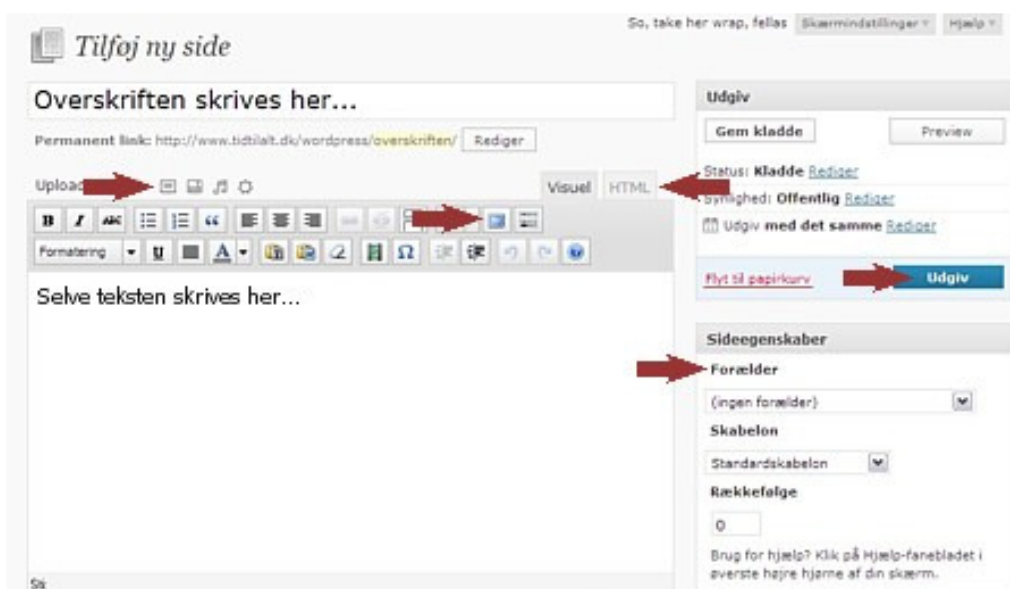 So, take her wrap, fellas Skærmindstillinger Hjælp
Tilføj ny side
Overskriften skrives her...
Permanent link: http://www.tidtilalt.dk/wordpress/overskriften/ Rediger
Upload
Visuel HTML
B I ABC
Formatering U A Ω
Selve teksten skrives her...
Sti
Udgiv
Gem kladde Preview
Status: Kladde Rediger
Synlighed: Offentlig Rediger
Udgiv med det samme Rediger
Flyt til papirkurv Udgiv
Sideegenskaber
Forælder
(ingen forælder)
Skabelon
Standardskabelon
Rækkefølge
0
Brug for hjælp? Klik på Hjælp-fanebladet i
øverste højre hjørne af din skærm.